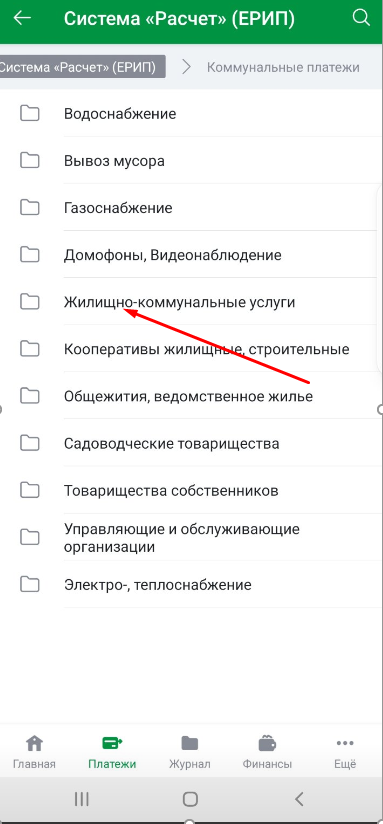 Система «Расчет» (ЕРИП)
Система «Расчет» (ЕРИП) Коммунальные платежи
Водоснабжение
Вывоз мусора
Газоснабжение
Домофоны, Видеонаблюдение
Жилищно-коммунальные услуги
Кооперативы жилищные, строительные
Общежития, ведомственное жилье
Садоводческие товарищества
Товарищества собственников
Управляющие и обслуживающие
организации
Электро-, теплоснабжение
Главная Платежи Журнал Финансы Ещё